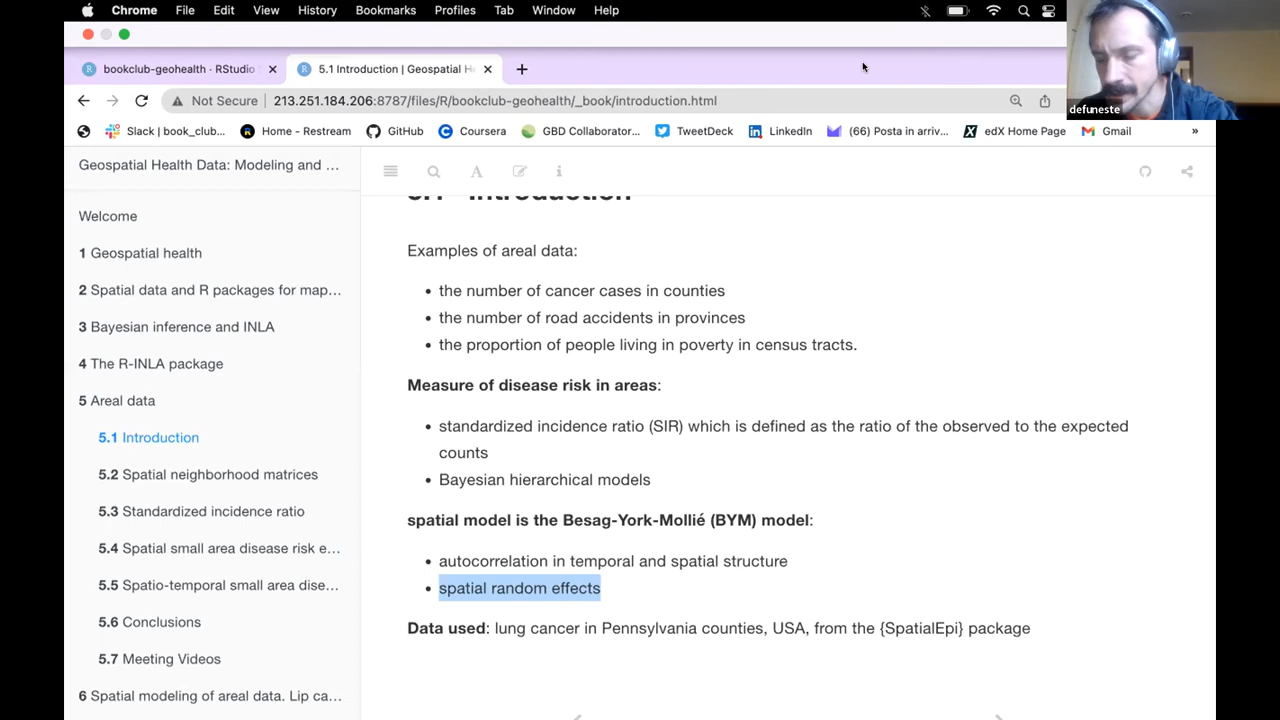 Chrome File Edit View History Bookmarks Profiles Tab Window Help
bookclub-geohealth · RStudio
5.1 Introduction | Geospatial H
Not Secure 213.251.184.206:8787/files/R/bookclub-geohealth/_book/introduction.html
defuneste
Slack | book_club... Home - Restream GitHub Coursera GBD Collaborator... TweetDeck LinkedIn (66) Posta in arriv... edX Home Page Gmail »
Geospatial Health Data: Modeling and ...
Welcome
1 Geospatial health
2 Spatial data and R packages for map...
3 Bayesian inference and INLA
4 The R-INLA package
5 Areal data
5.1 Introduction
5.2 Spatial neighborhood matrices
5.3 Standardized incidence ratio
5.4 Spatial small area disease risk e...
5.5 Spatio-temporal small area dise...
5.6 Conclusions
5.7 Meeting Videos
6 Spatial modeling of areal data. Lip ca...
5.1 Introduction
Examples of areal data:
• the number of cancer cases in counties
• the number of road accidents in provinces
• the proportion of people living in poverty in census tracts.
Measure of disease risk in areas:
• standardized incidence ratio (SIR) which is defined as the ratio of the observed to the expected
counts
• Bayesian hierarchical models
spatial model is the Besag-York-Mollié (BYM) model:
• autocorrelation in temporal and spatial structure
• spatial random effects
Data used: lung cancer in Pennsylvania counties, USA, from the {SpatialEpi} package